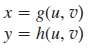 x = g(u, v)
y = h(u, v)